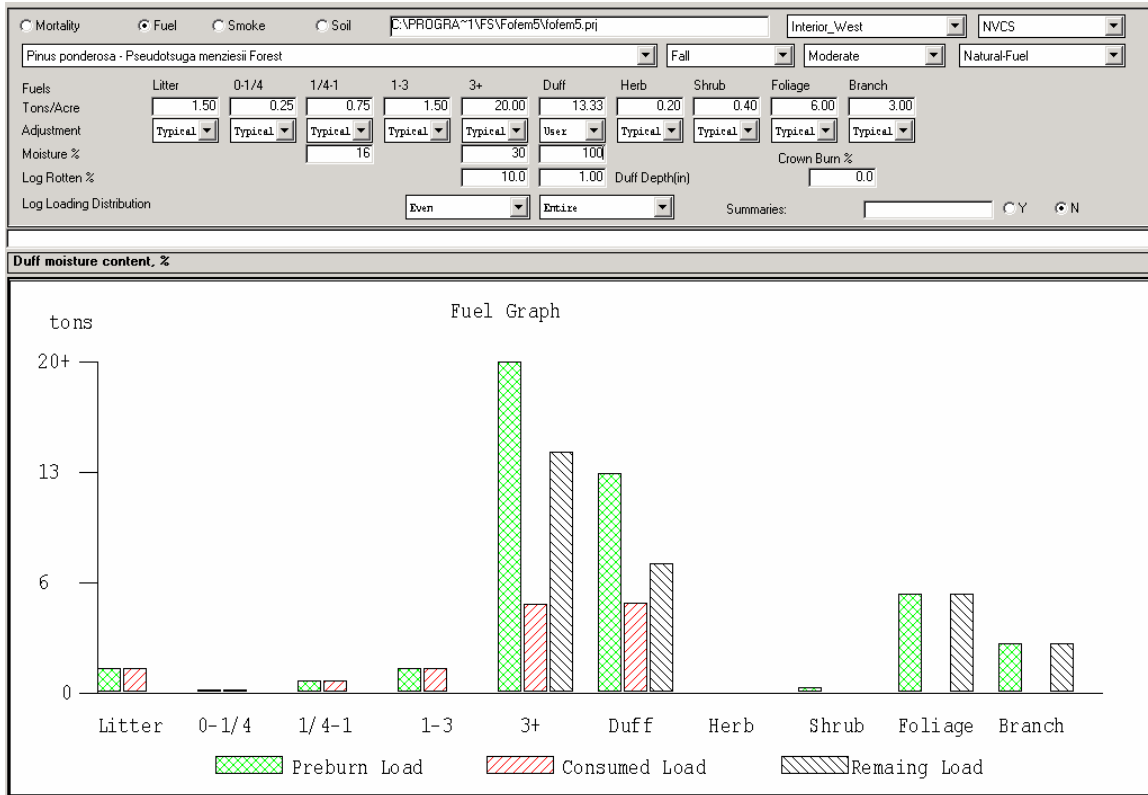 Mortality Fuel Smoke Soil C:\PROGRA~1\FS\Fofem5\fofem5.prj Interior_West NVCS
Pinus ponderosa - Pseudotsuga menziesii Forest Fall Moderate Natural-Fuel
Fuels Litter 0-1/4 1/4-1 1-3 3+ Duff Herb Shrub Foliage Branch
Tons/Acre 1.50 0.25 0.75 1.50 20.00 13.33 0.20 0.40 6.00 3.00
Adjustment Typical Typical Typical Typical Typical User Typical Typical Typical Typical
Moisture % 16 30 100 Crown Burn %
Log Rotten % 10.0 1.00 Duff Depth(in) 0.0
Log Loading Distribution Even Entire Summaries: Y N
Duff moisture content, %
Fuel Graph
tons
20+
13
6
0
Litter 0-1/4 1/4-1 1-3 3+ Duff Herb Shrub Foliage Branch
Preburn Load Consumed Load Remaing Load